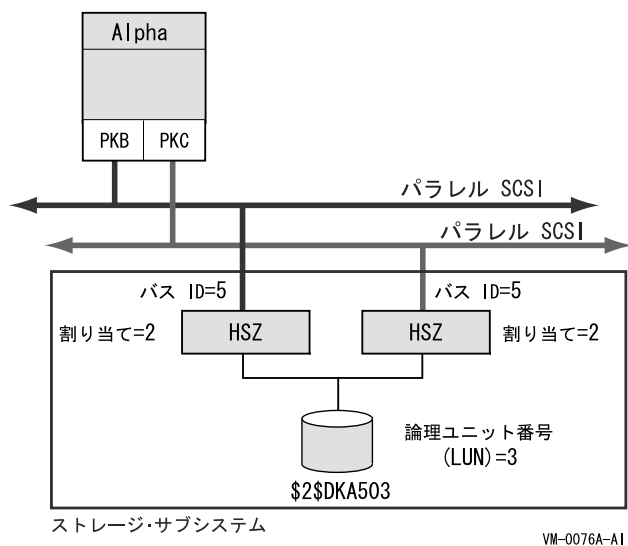 Alpha
PKB PKC
パラレル SCSI
パラレル SCSI
バス ID=5 バス ID=5
割り当て=2 HSZ HSZ 割り当て=2
論理ユニット番号
(LUN)=3
$2$DKA503
ストレージ･サブシステム
VM-0076A-AI